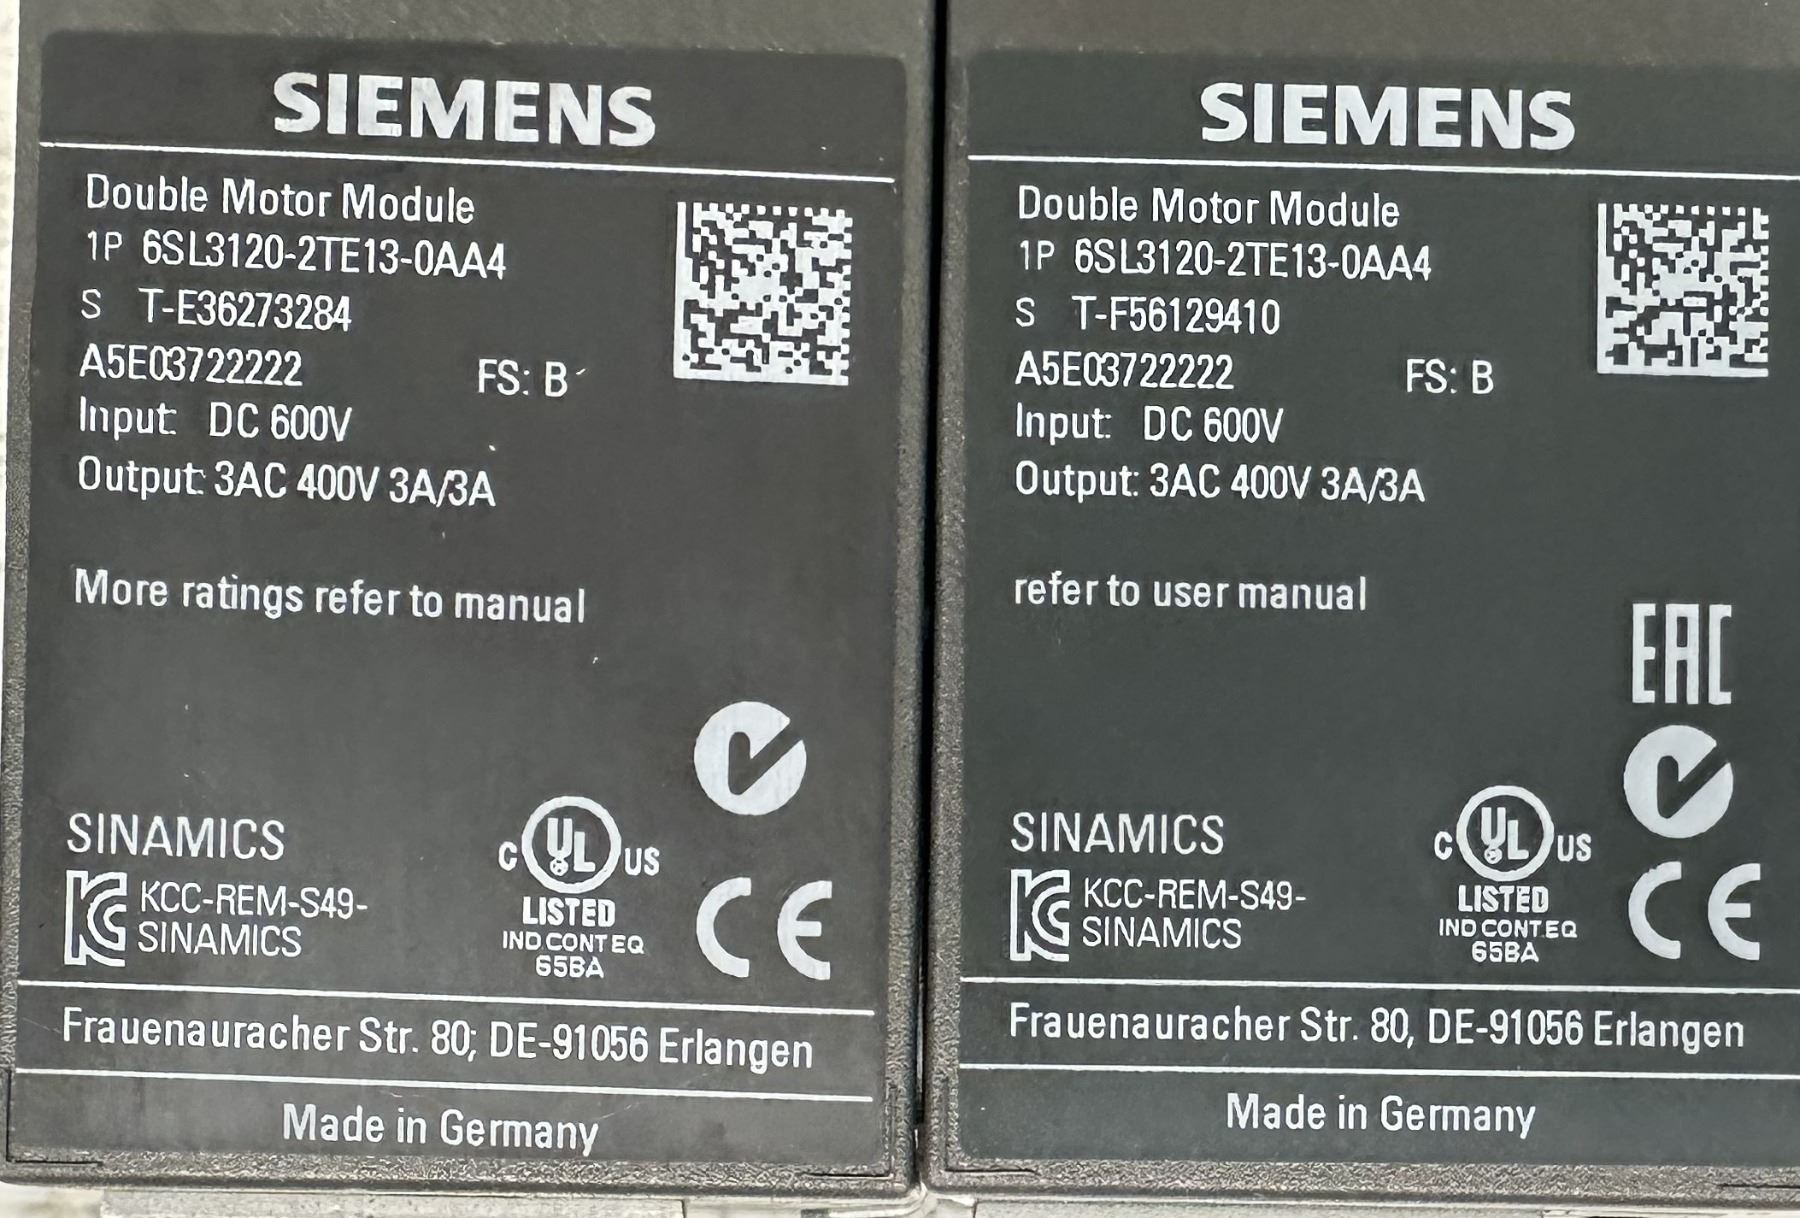 SIEMENS
Double Motor Module
1P 6SL3120-2TE13-0AA4
S T-E36273284
A5E03722222 FS: B
Input: DC 600V
Output: 3AC 400V 3A/3A
More ratings refer to manual
SINAMICS
KCC-REM-S49-
SINAMICS
C UL US
LISTED
IND CONT EQ
65BA
CE
Frauenauracher Str. 80; DE-91056 Erlangen
Made in Germany
SIEMENS
Double Motor Module
1P 6SL3120-2TE13-0AA4
S T-F56129410
A5E03722222 FS: B
Input: DC 600V
Output: 3AC 400V 3A/3A
refer to user manual
EAC
SINAMICS
KCC-REM-S49-
SINAMICS
C UL US
LISTED
IND CONT.EQ
65BA
CE
Frauenauracher Str. 80, DE-91056 Erlangen
Made in Germany